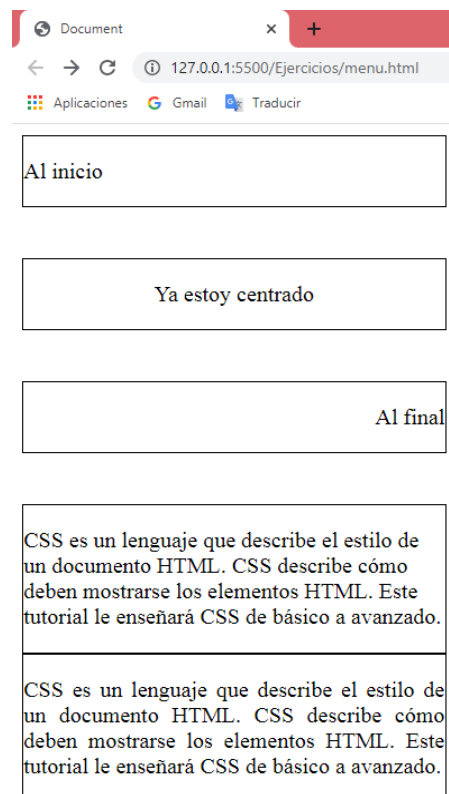 Document
127.0.0.1:5500/Ejercicios/menu.html
Aplicaciones Gmail Traducir
Al inicio
Ya estoy centrado
Al final
CSS es un lenguaje que describe el estilo de
un documento HTML. CSS describe cómo
deben mostrarse los elementos HTML. Este
tutorial le enseñará CSS de básico a avanzado.
CSS es un lenguaje que describe el estilo de
un documento HTML. CSS describe cómo
deben mostrarse los elementos HTML. Este
tutorial le enseñará CSS de básico a avanzado.